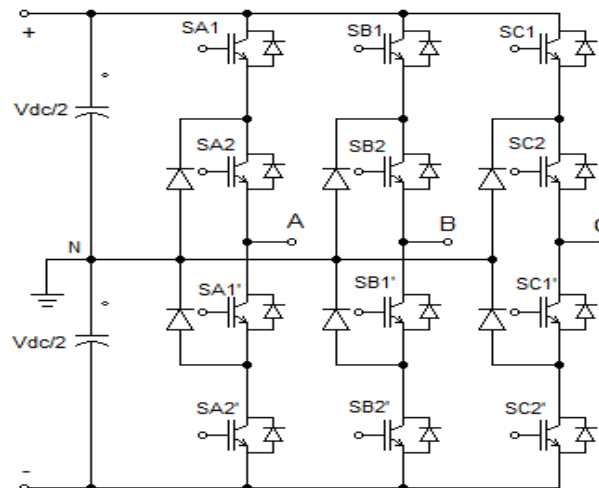 SA1 SB1 SC1
+
Vdc/2
SA2 SB2 SC2
A B
N
SA1' SB1' SC1'
Vdc/2
SA2' SB2' SC2'
-